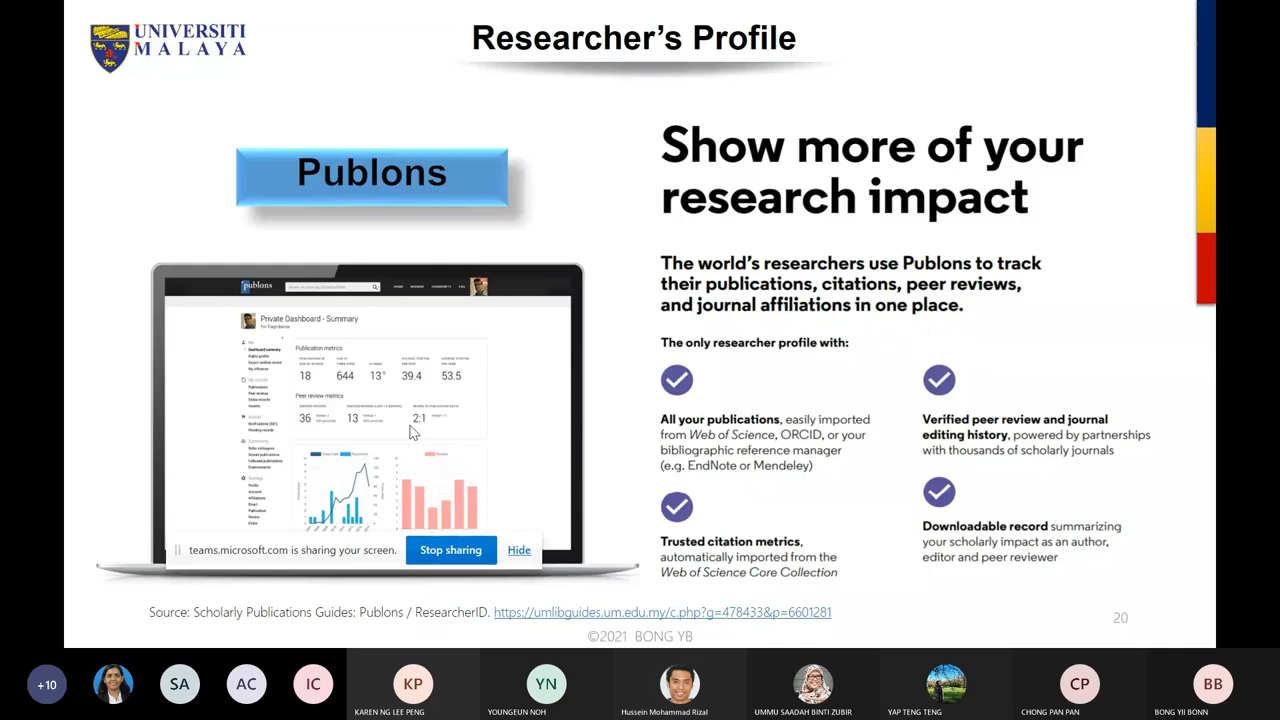 UNIVERSITI
MALAYA
Researcher's Profile
Publons
Show more of your
research impact
The world's researchers use Publons to track
their publications, citations, peer reviews,
and journal affiliations in one place.
The only researcher profile with:
All your publications, easily imported
from Web of Science, ORCID, or your
bibliographic reference manager
(e.g. EndNote or Mendeley)
Verified peer review and journal
editing history, powered by partnerships
with thousands of scholarly journals
Trusted citation metrics,
automatically imported from the
Web of Science Core Collection
Downloadable record summarizing
your scholarly impact as an author,
editor and peer reviewer
publons
Private Dashboard - Summary
Publication metrics
18 644 13 39.4 53.5
Peer review metrics
36 13 2:1
teams.microsoft.com is sharing your screen.
Stop sharing
Hide
Source: Scholarly Publications Guides: Publons / ResearcherID. https://umlibguides.um.edu.my/c.php?g=478433&p=6601281
20
©2021 BONG YB
+10
SA
AC
IC
KP
YN
CP
BB
KAREN NG LEE PENG
YOUNGEUN NOH
Hussein Mohammad Rizal
UMMU SAADAH BINTI ZUBIR
YAP TENG TENG
CHONG PAN PAN
BONG YII BONN